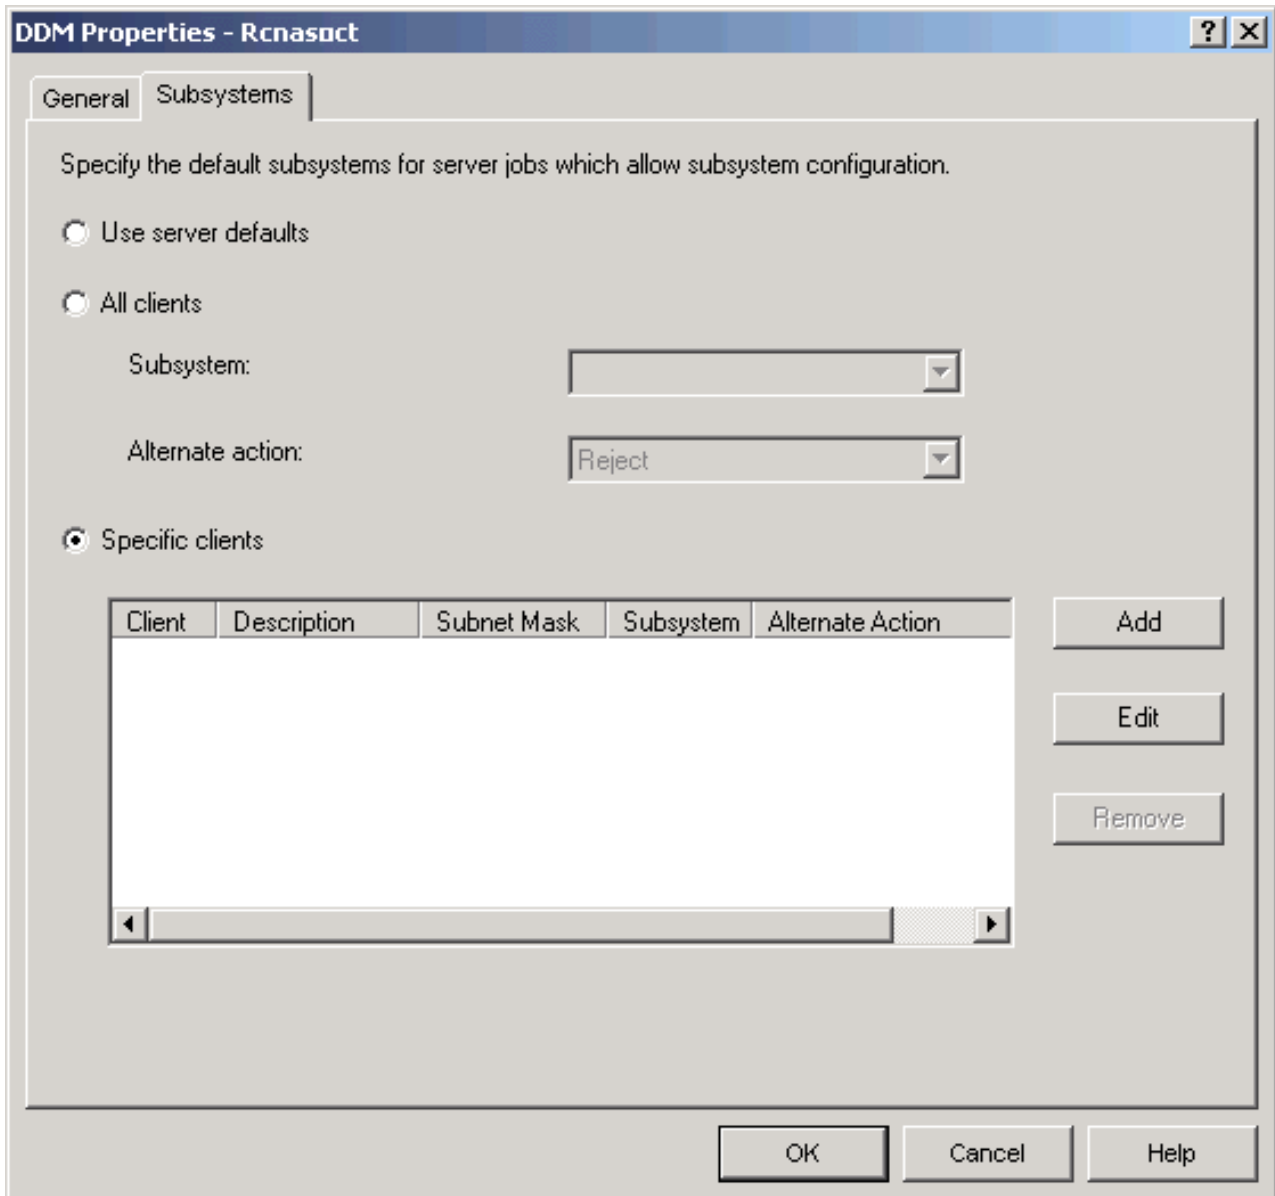 DDM Properties - Rcnasoct
?
General
Subsystems
Specify the default subsystems for server jobs which allow subsystem configuration.
Use server defaults
All clients
Subsystem:
Alternate action:
Reject
Specific clients
Client Description Subnet Mask Subsystem Alternate Action
Add
Edit
Remove
OK Cancel Help